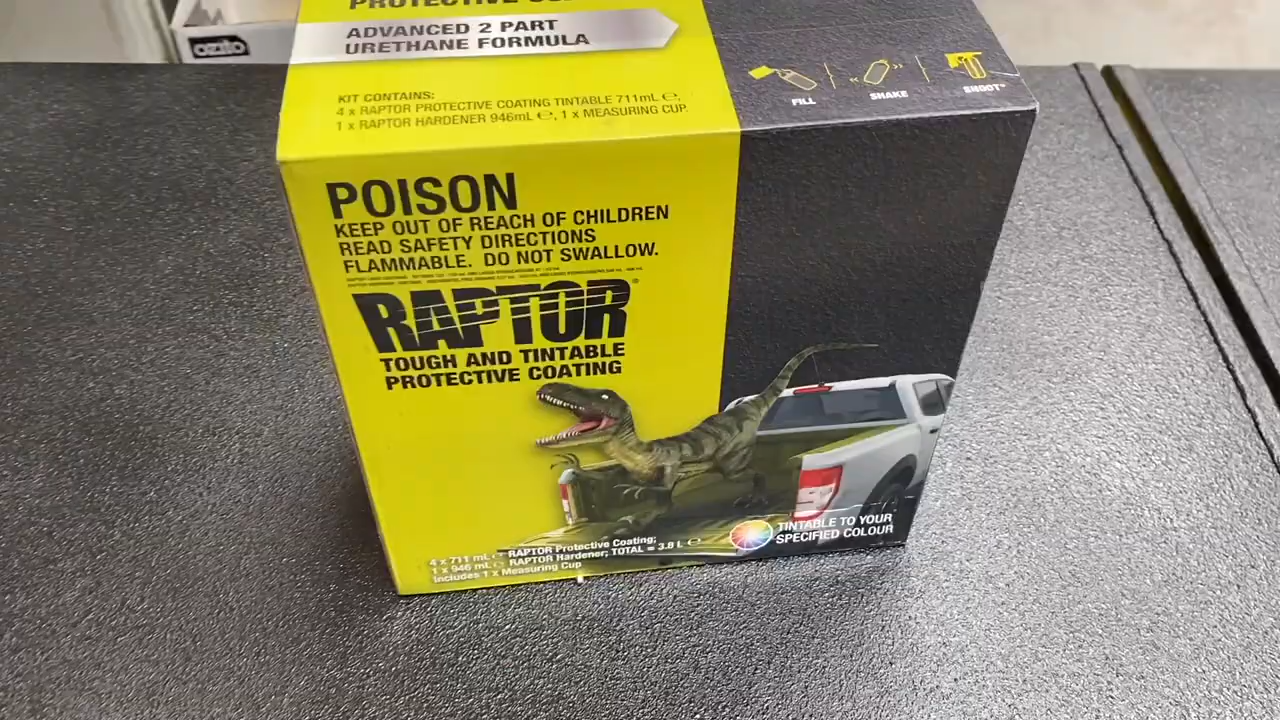 ozito
PROTECTIVE
ADVANCED 2 PART
URETHANE FORMULA
KIT CONTAINS:
4 x RAPTOR PROTECTIVE COATING TINTABLE 711mL ℮,
1 x RAPTOR HARDENER 946mL ℮, 1 x MEASURING CUP.
FILL
SHAKE
SHOOT*
POISON
KEEP OUT OF REACH OF CHILDREN
READ SAFETY DIRECTIONS
FLAMMABLE. DO NOT SWALLOW.
RAPTOR®
TOUGH AND TINTABLE
PROTECTIVE COATING
4 x 711 mL ℮ RAPTOR Protective Coating;
1 x 946 mL ℮ RAPTOR Hardener; TOTAL = 3.8 L ℮
Includes 1 x Measuring Cup
TINTABLE TO YOUR
SPECIFIED COLOUR